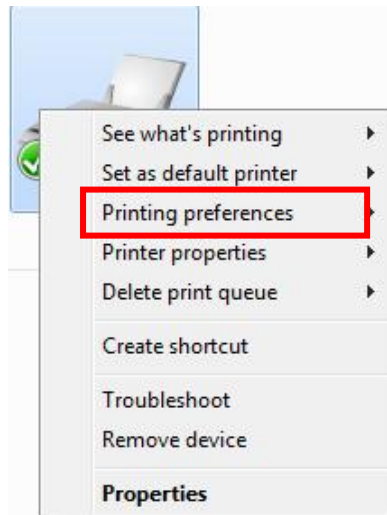 See what's printing
Set as default printer
Printing preferences
Printer properties
Delete print queue
Create shortcut
Troubleshoot
Remove device
Properties